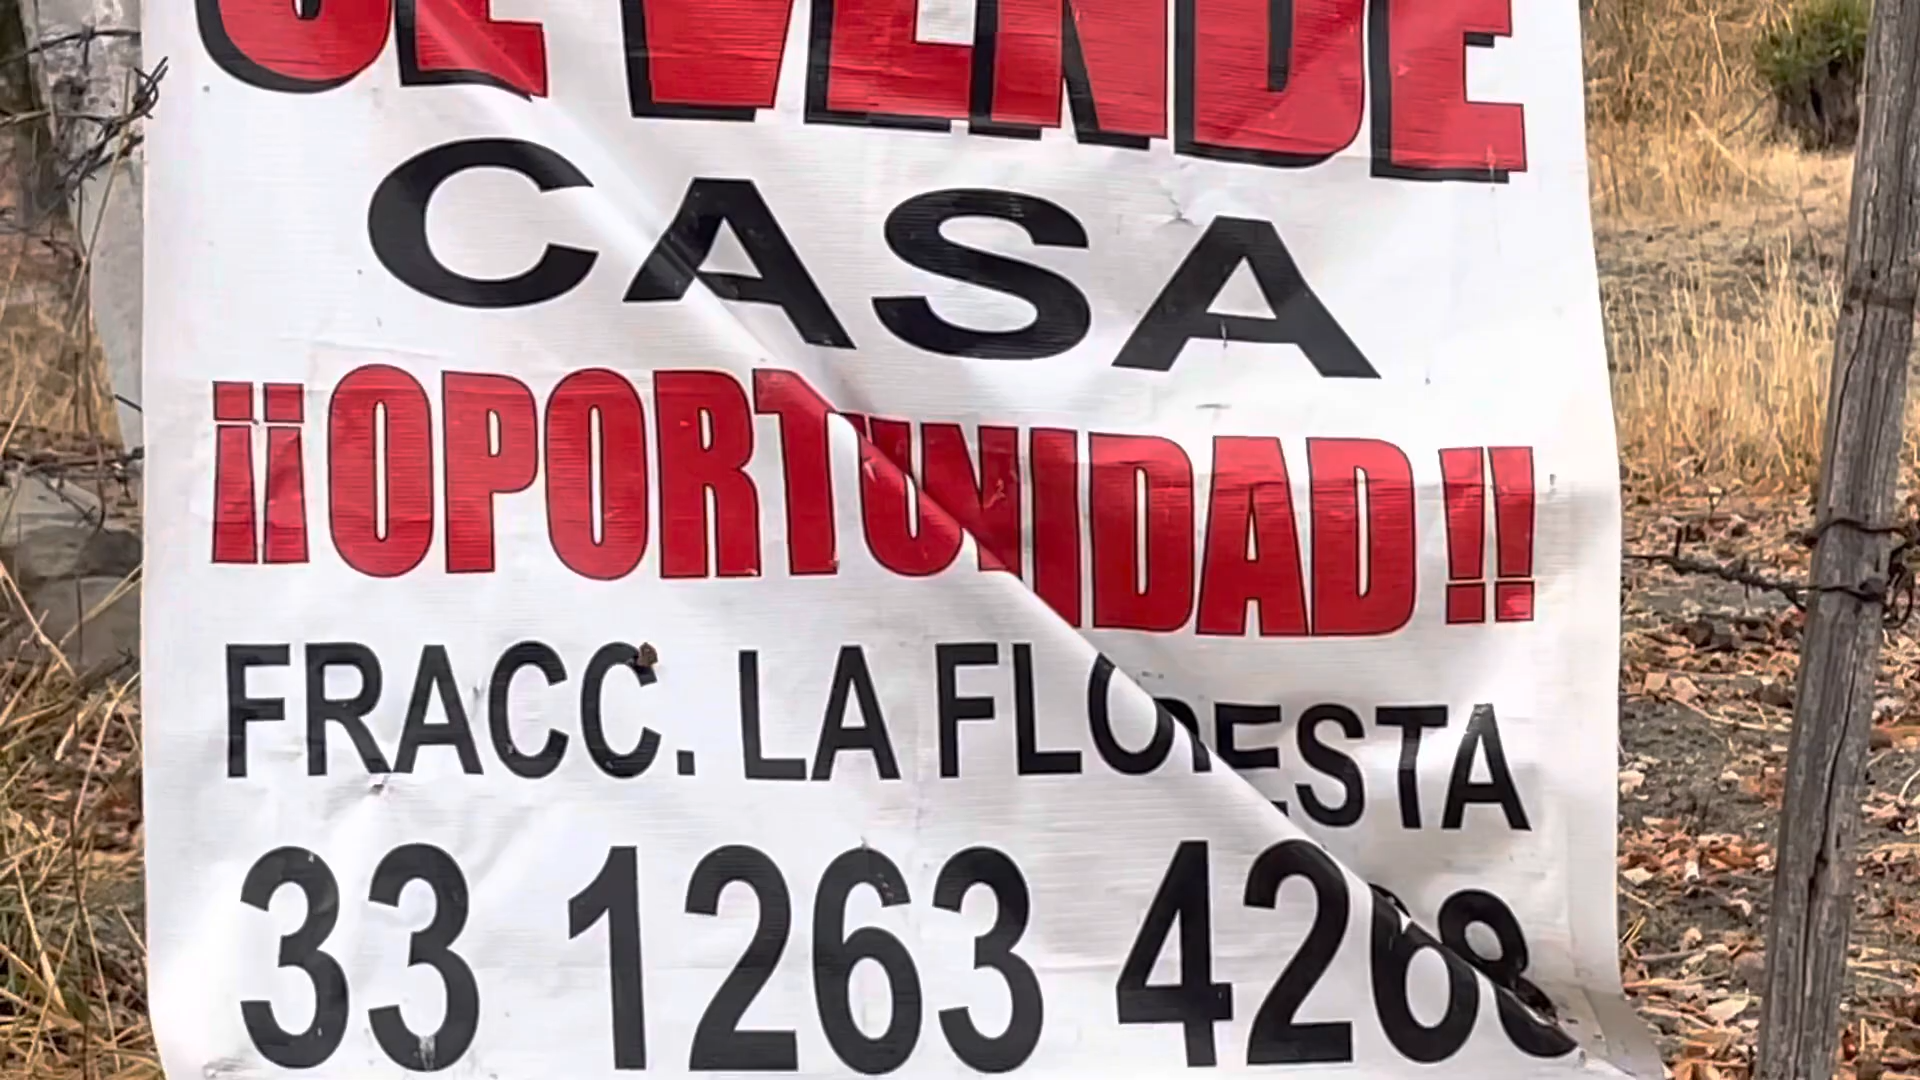 SE VENDE
CASA
¡¡OPORTUNIDAD!!
FRACC. LA FLORESTA
33 1263 4268